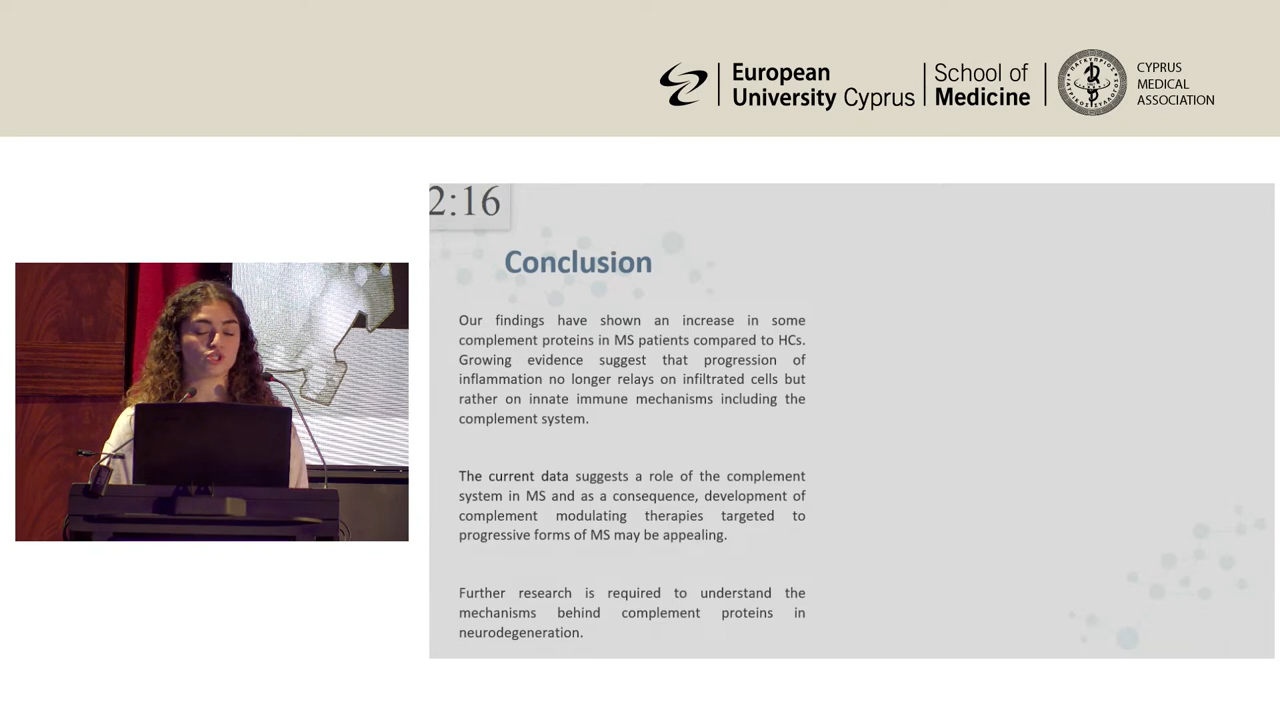 European
University Cyprus
School of
Medicine
ΠΑΓΚΥΠΡΙΟΣ
ΙΑΤΡΙΚΟΣ ΣΥΛΛΟΓΟΣ
CYPRUS
MEDICAL
ASSOCIATION
2:16
Conclusion
Our findings have shown an increase in some
complement proteins in MS patients compared to HCs.
Growing evidence suggest that progression of
inflammation no longer relays on infiltrated cells but
rather on innate immune mechanisms including the
complement system.
The current data suggests a role of the complement
system in MS and as a consequence, development of
complement modulating therapies targeted to
progressive forms of MS may be appealing.
Further research is required to understand the
mechanisms behind complement proteins in
neurodegeneration.